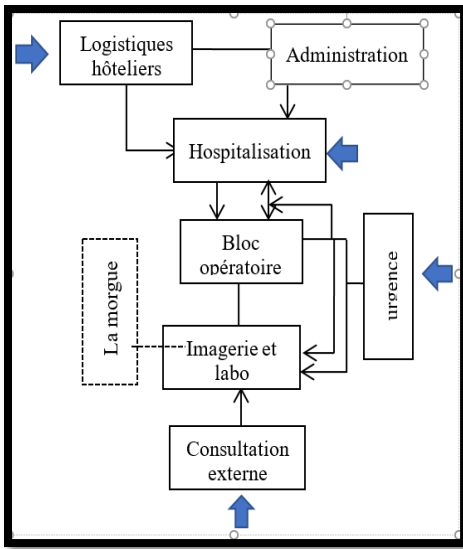 Logistiques
hôteliers
Administration
Hospitalisation
Bloc
opératoire
urgence
La morgue
Imagerie et
labo
Consultation
externe